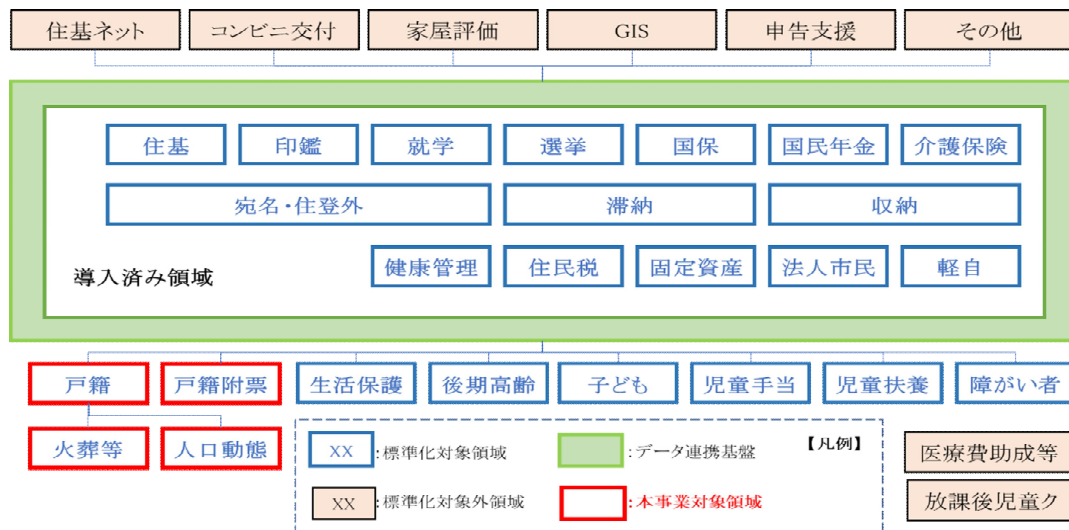 住基ネット コンビニ交付 家屋評価 GIS 申告支援 その他
住基 印鑑 就学 選挙 国保 国民年金 介護保険
宛名・住登外 滞納 収納
導入済み領域
健康管理 住民税 固定資産 法人市民 軽自
戸籍 戸籍附票 生活保護 後期高齢 子ども 児童手当 児童扶養 障がい者
火葬等 人口動態
XX :標準化対象領域 :データ連携基盤 【凡例】
XX :標準化対象外領域 :本事業対象領域
医療費助成等
放課後児童ク